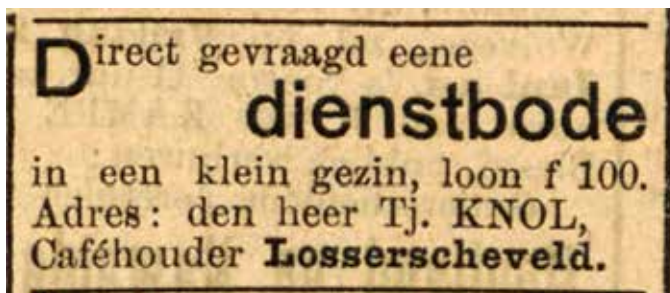 Direct gevraagd eene
dienstbode
in een klein gezin, loon f 100.
Adres: den heer Tj. KNOL,
Caféhouder Losserscheveld.